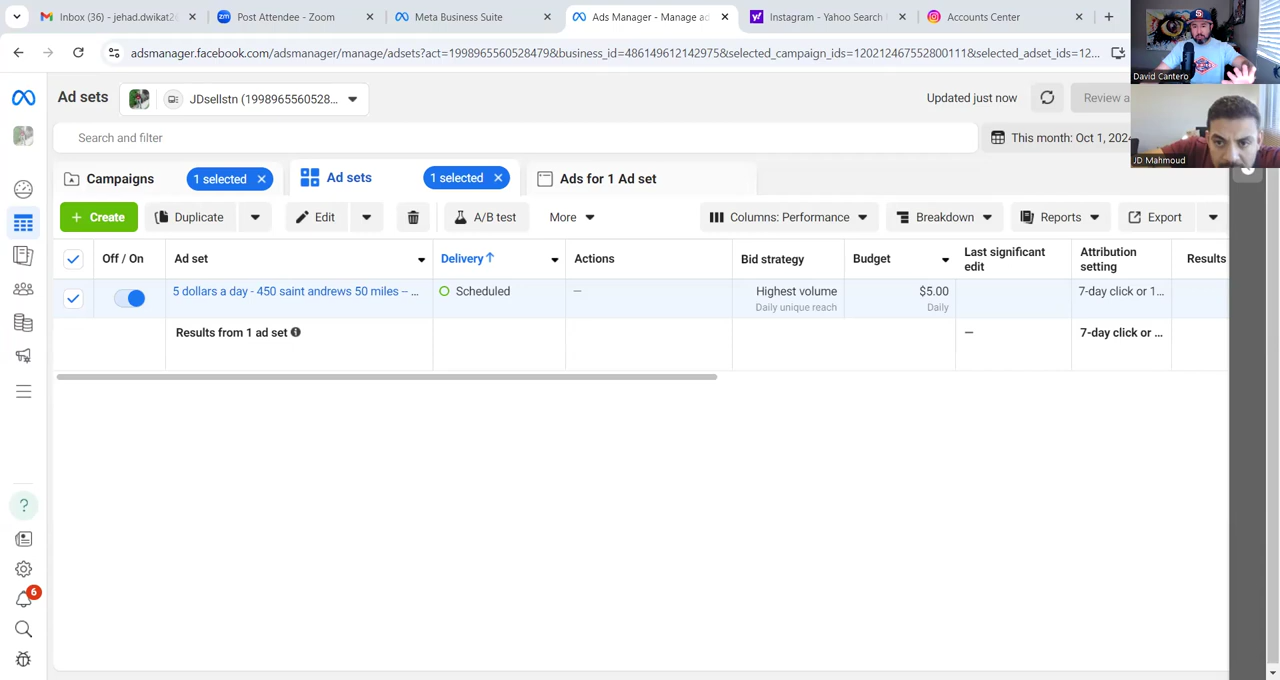 Inbox (36) - jehad.dwikat2
Post Attendee - Zoom
Meta Business Suite
Ads Manager - Manage ad
Instagram - Yahoo Search
Accounts Center
adsmanager.facebook.com/adsmanager/manage/adsets?act=1998965560528479&business_id=486149612142975&selected_campaign_ids=120212467552800111&selected_adset_ids=12...
David Cantero
JD Mahmoud
Ad sets
JDsellstn (1998965560528...
Updated just now
Review a
Search and filter
This month: Oct 1, 2024
Campaigns
1 selected
Ad sets
1 selected
Ads for 1 Ad set
+ Create
Duplicate
Edit
A/B test
More
Columns: Performance
Breakdown
Reports
Export
Off / On
Ad set
Delivery↑
Actions
Bid strategy
Budget
Last significant edit
Attribution setting
Results
5 dollars a day - 450 saint andrews 50 miles -- ...
Scheduled
—
Highest volume
Daily unique reach
$5.00
Daily
7-day click or 1...
Results from 1 ad set
—
7-day click or ...
6